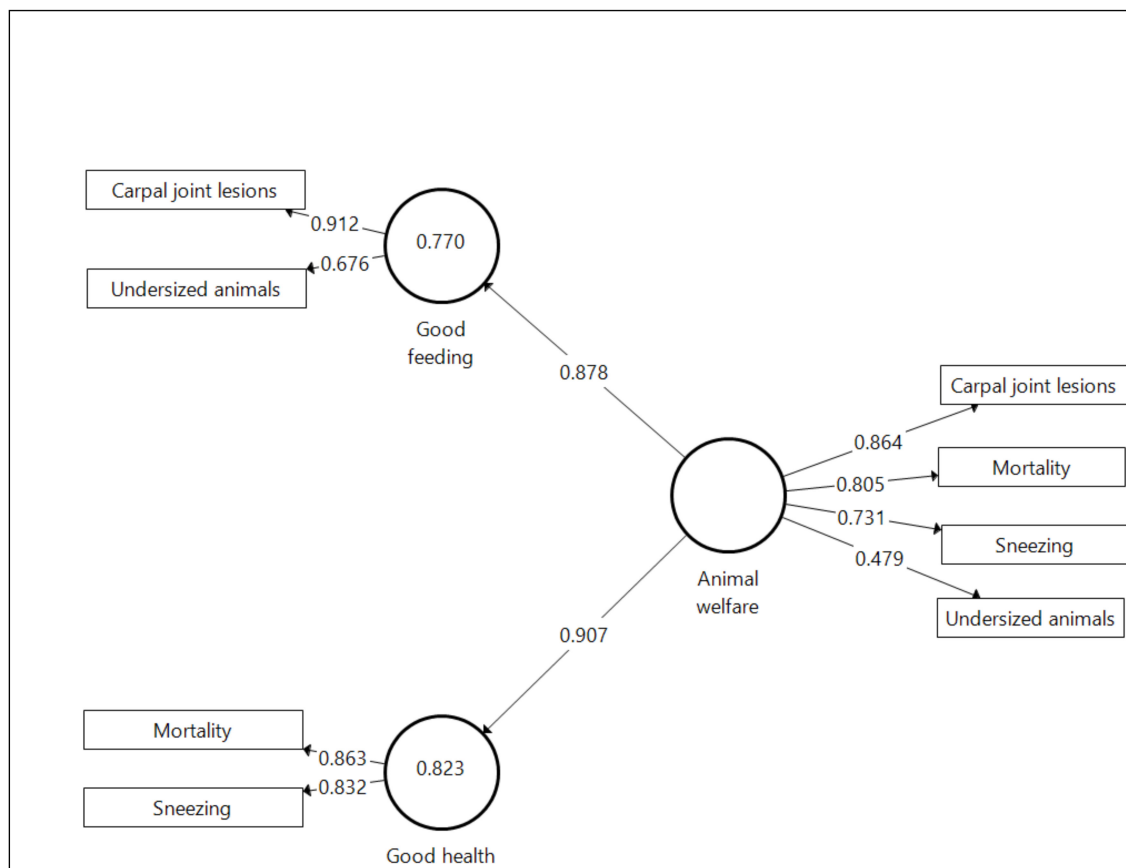 Carpal joint lesions
0.912
0.770
0.676
Undersized animals
Good
feeding
0.878
Carpal joint lesions
0.864
Mortality
0.805
0.731
Sneezing
0.479
Animal
welfare
Undersized animals
0.907
Mortality
0.863
0.823
0.832
Sneezing
Good health